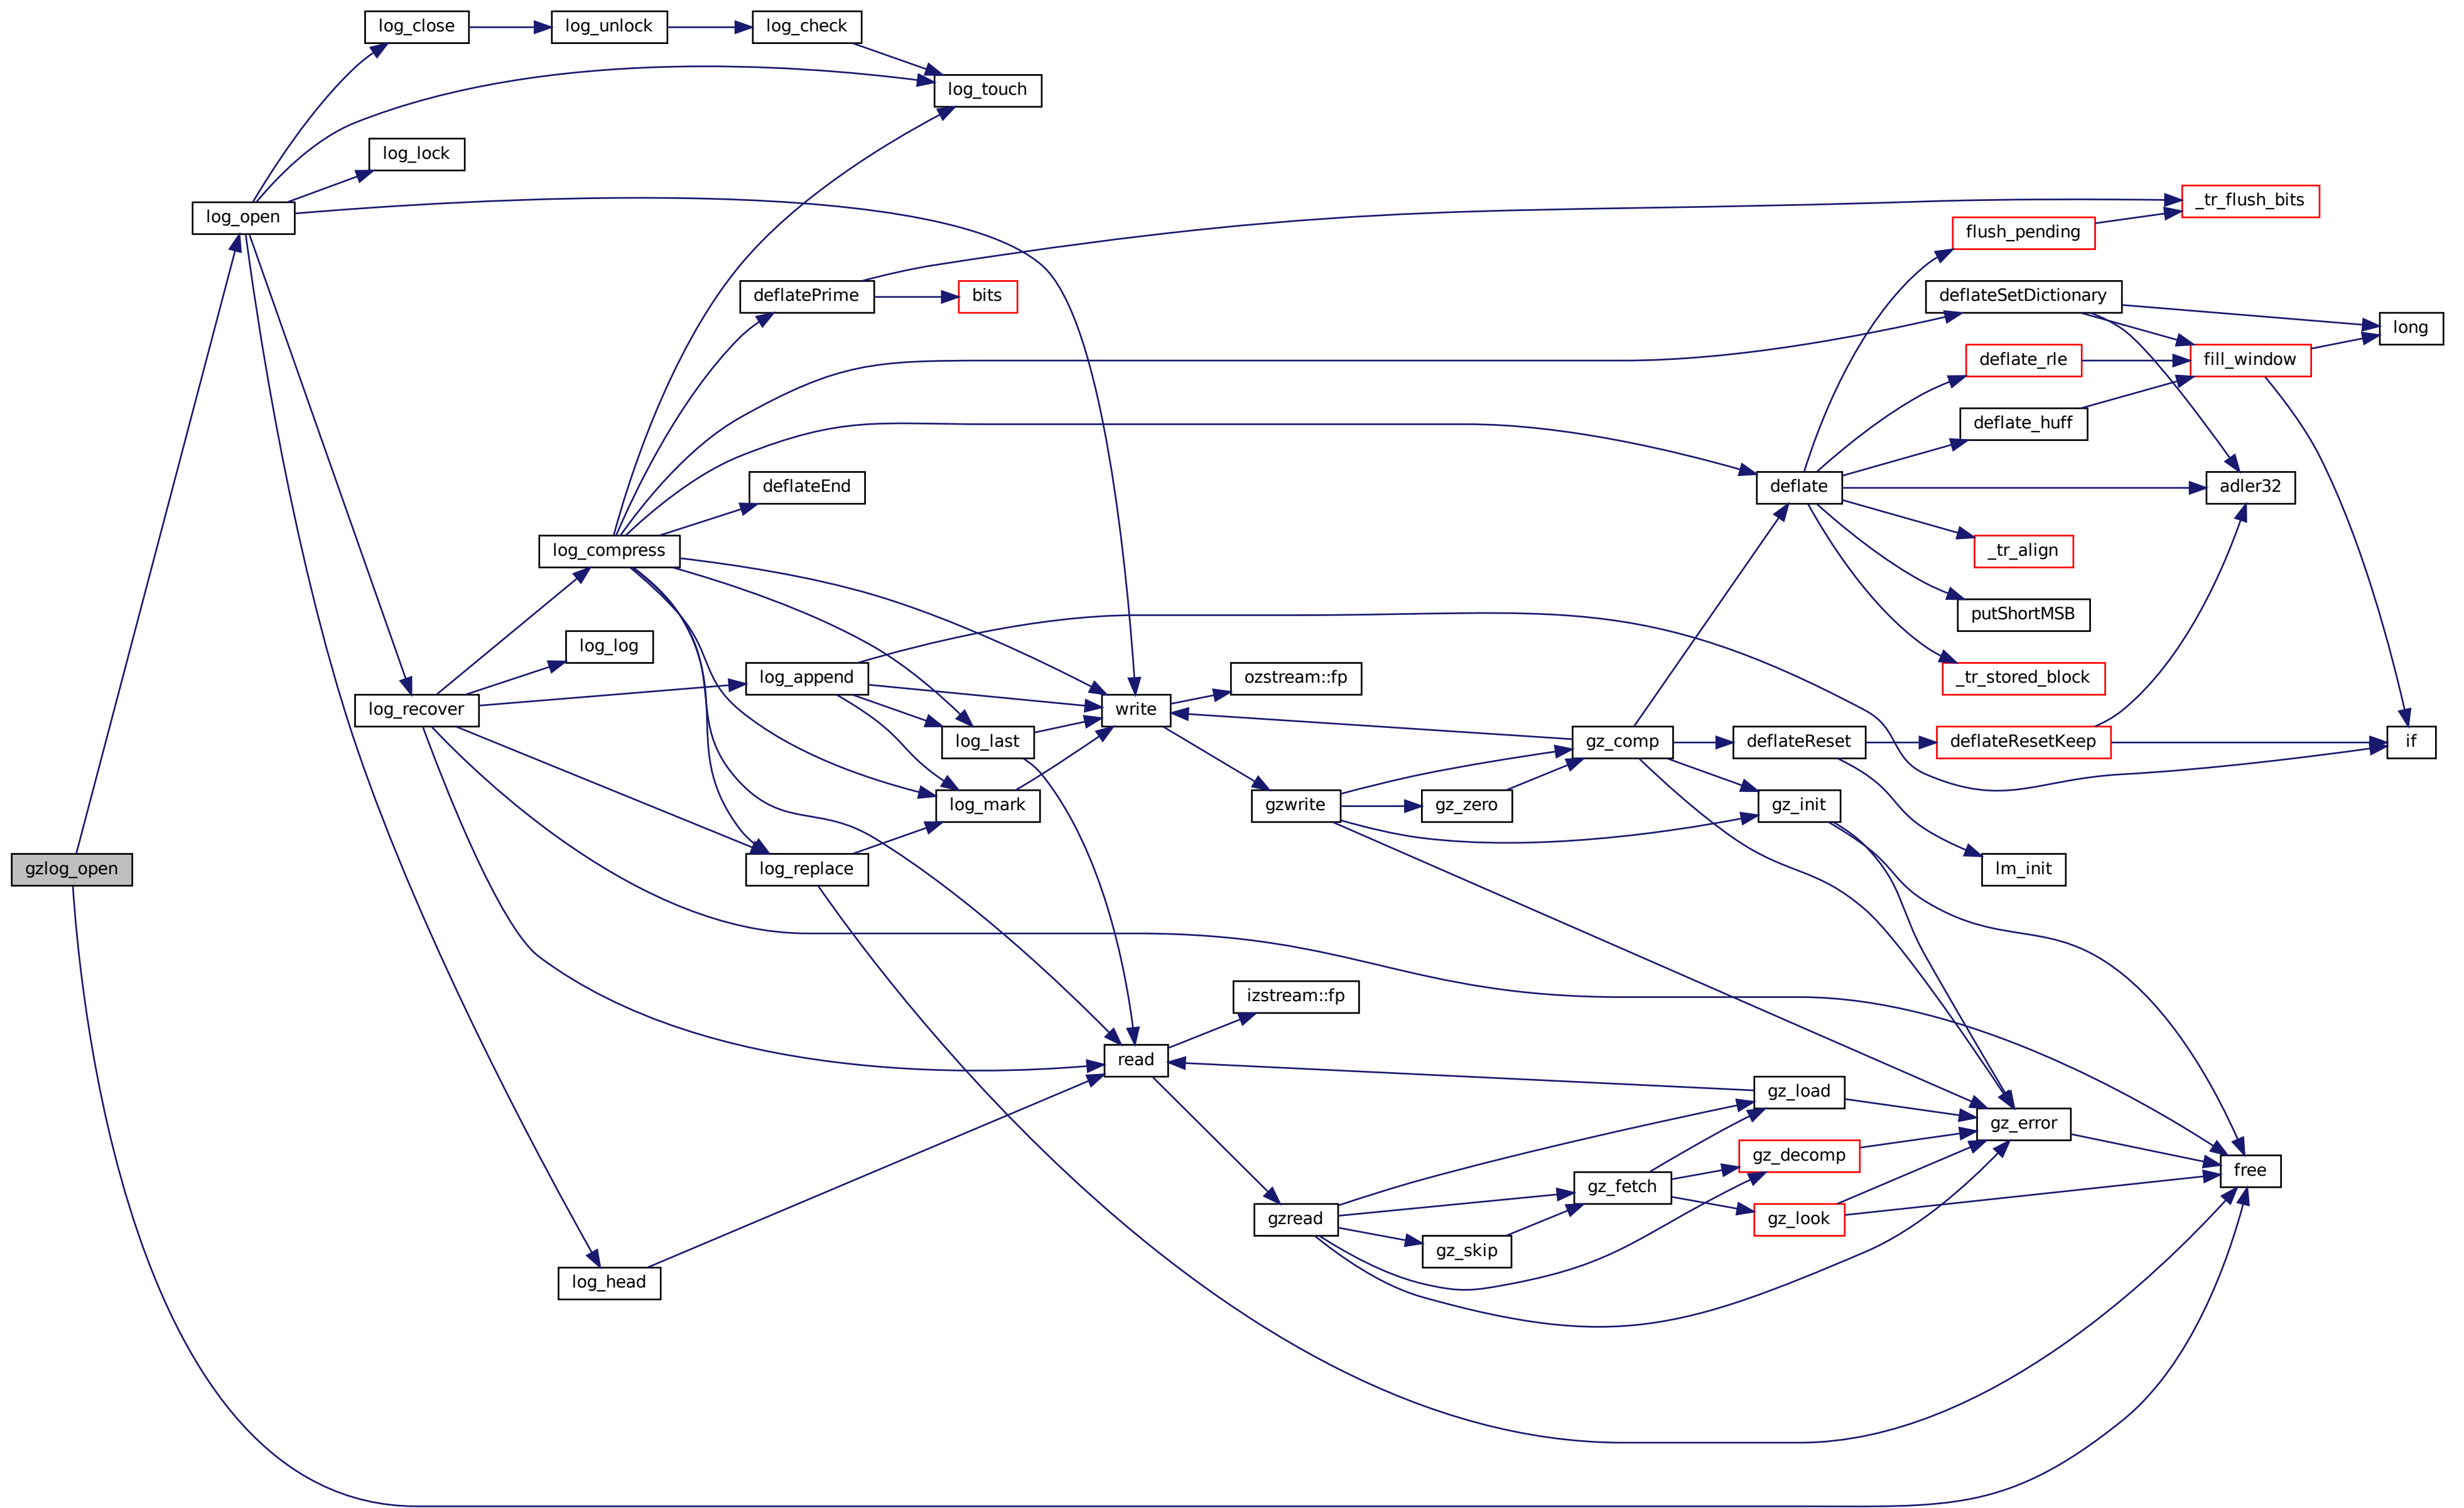 log_close
log_unlock
log_check
log_touch
log_lock
log_open
_tr_flush_bits
flush_pending
deflatePrime
bits
deflateSetDictionary
long
deflate_rle
fill_window
deflate_huff
deflateEnd
deflate
adler32
log_compress
_tr_align
putShortMSB
log_log
log_append
ozstream::fp
_tr_stored_block
log_recover
write
log_last
gz_comp
deflateReset
deflateResetKeep
if
log_mark
gzwrite
gz_zero
gz_init
gzlog_open
log_replace
lm_init
izstream::fp
read
gz_load
gz_error
gz_decomp
free
gz_fetch
gzread
gz_look
gz_skip
log_head